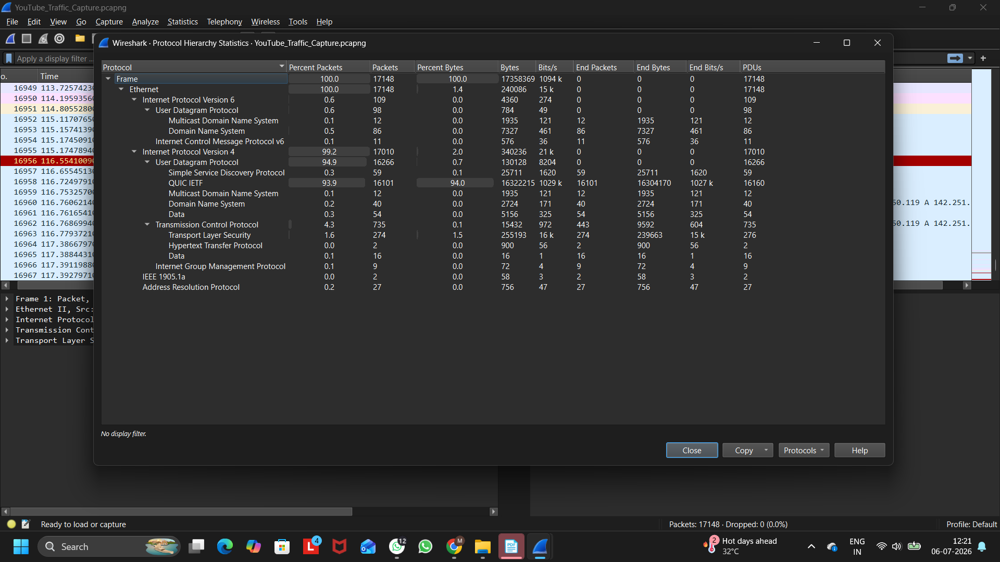 YouTube_Traffic_Capture.pcapng
File Edit View Go Capture Analyze Statistics Telephony Wireless Tools Help
Wireshark · Protocol Hierarchy Statistics · YouTube_Traffic_Capture.pcapng
Apply a display filter ...
Protocol Percent Packets Packets Percent Bytes Bytes Bits/s End Packets End Bytes End Bits/s PDUs
Frame 100.0 17148 100.0 17358369 1094 k 0 0 0 17148
Ethernet 100.0 17148 1.4 240086 15 k 0 0 0 17148
Internet Protocol Version 6 0.6 109 0.0 4360 274 0 0 0 109
User Datagram Protocol 0.6 98 0.0 784 49 0 0 0 98
Multicast Domain Name System 0.1 12 0.0 1935 121 12 1935 121 12
Domain Name System 0.5 86 0.0 7327 461 86 7327 461 86
Internet Control Message Protocol v6 0.1 11 0.0 576 36 11 576 36 11
Internet Protocol Version 4 99.2 17010 2.0 340236 21 k 0 0 0 17010
User Datagram Protocol 94.9 16266 0.7 130128 8204 0 0 0 16266
Simple Service Discovery Protocol 0.3 59 0.1 25711 1620 59 25711 1620 59
QUIC IETF 93.9 16101 94.0 16322215 1029 k 16101 16304170 1027 k 16160
Multicast Domain Name System 0.1 12 0.0 1935 121 12 1935 121 12
Domain Name System 0.2 40 0.0 2724 171 40 2724 171 40
Data 0.3 54 0.0 5156 325 54 5156 325 54
Transmission Control Protocol 4.3 735 0.1 15432 972 443 9592 604 735
Transport Layer Security 1.6 274 1.5 255193 16 k 274 239663 15 k 276
Hypertext Transfer Protocol 0.0 2 0.0 900 56 2 900 56 2
Data 0.1 16 0.0 16 1 16 16 1 16
Internet Group Management Protocol 0.1 9 0.0 72 4 9 72 4 9
IEEE 1905.1a 0.0 2 0.0 58 3 2 58 3 2
Address Resolution Protocol 0.2 27 0.0 756 47 27 756 47 27
No display filter.
Close Copy Protocols Help
o. Time
16949 113.7257423
16950 114.1959356
16951 114.8055280
16952 115.1170765
16953 115.1574139
16954 115.1745091
16955 115.1747894
16956 116.5541009
16957 116.6554513
16958 116.7249791
16959 116.7532570
16960 116.7606214 50.119 A 142.251.
16961 116.7616541
16962 116.7686994 50.119 A 142.251.
16963 116.7793721
16964 117.3866797
16965 117.3884431
16966 117.3911988
16967 117.3927971
Frame 1: Packet,
Ethernet II, Src:
Internet Protocol
Transmission Cont
Transport Layer S
Ready to load or capture Packets: 17148 · Dropped: 0 (0.0%) Profile: Default
Search 4 12 M PDF 2 Hot days ahead 32°C ENG IN 12:21 06-07-2026